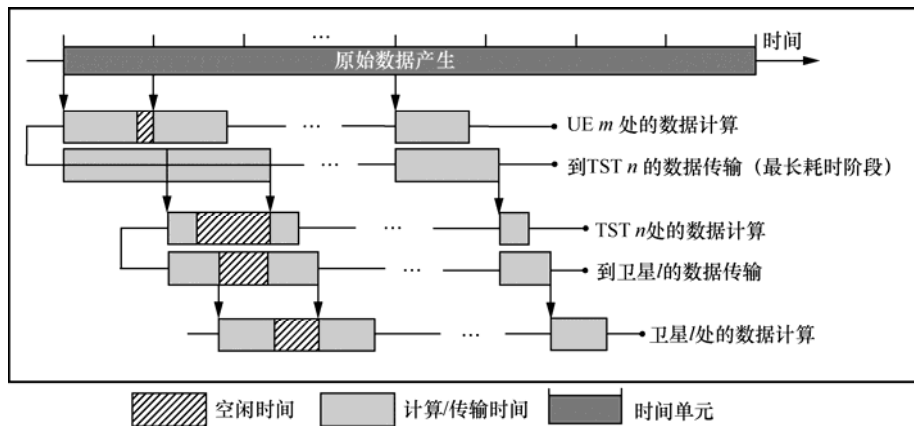 ...
时间
原始数据产生
...
UE m 处的数据计算
...
到TST n 的数据传输（最长耗时阶段）
...
TST n处的数据计算
...
到卫星l的数据传输
...
卫星l处的数据计算
空闲时间
计算/传输时间
时间单元